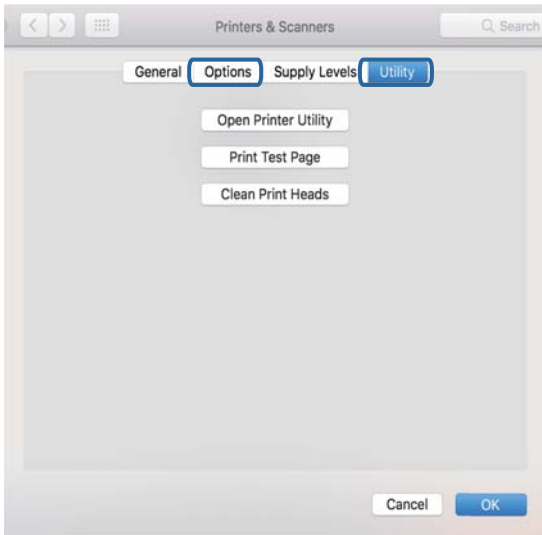 Printers & Scanners
Search
General Options Supply Levels Utility
Open Printer Utility
Print Test Page
Clean Print Heads
Cancel OK